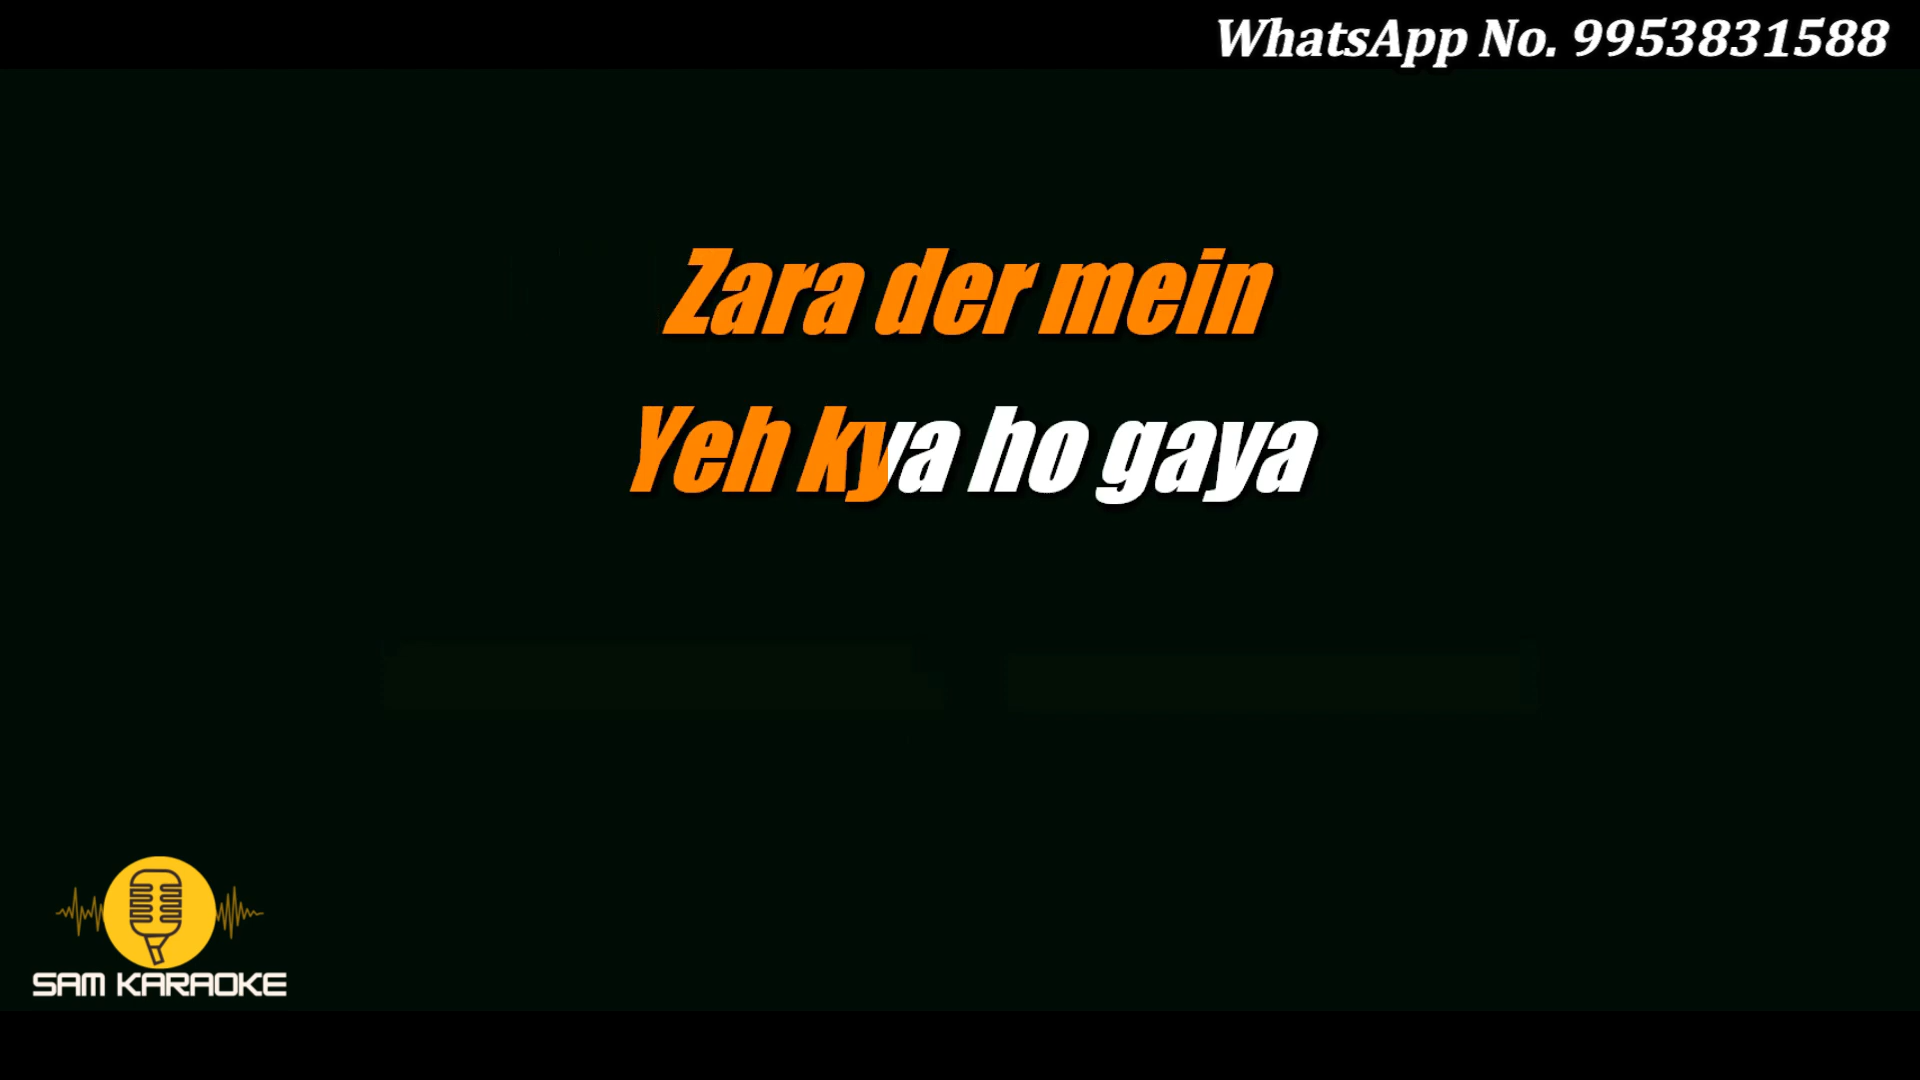 WhatsApp No. 9953831588
Zara der mein
Yeh kya ho gaya
SAM KARAOKE